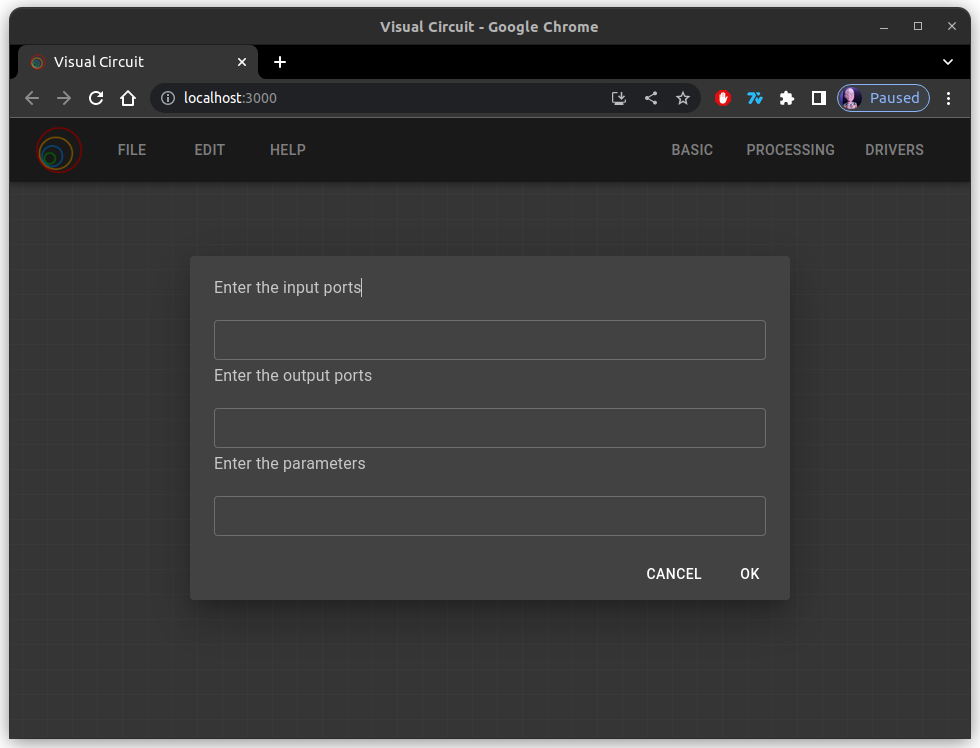 Visual Circuit - Google Chrome
Visual Circuit
localhost:3000
Paused
FILE EDIT HELP BASIC PROCESSING DRIVERS
Enter the input ports
Enter the output ports
Enter the parameters
CANCEL OK